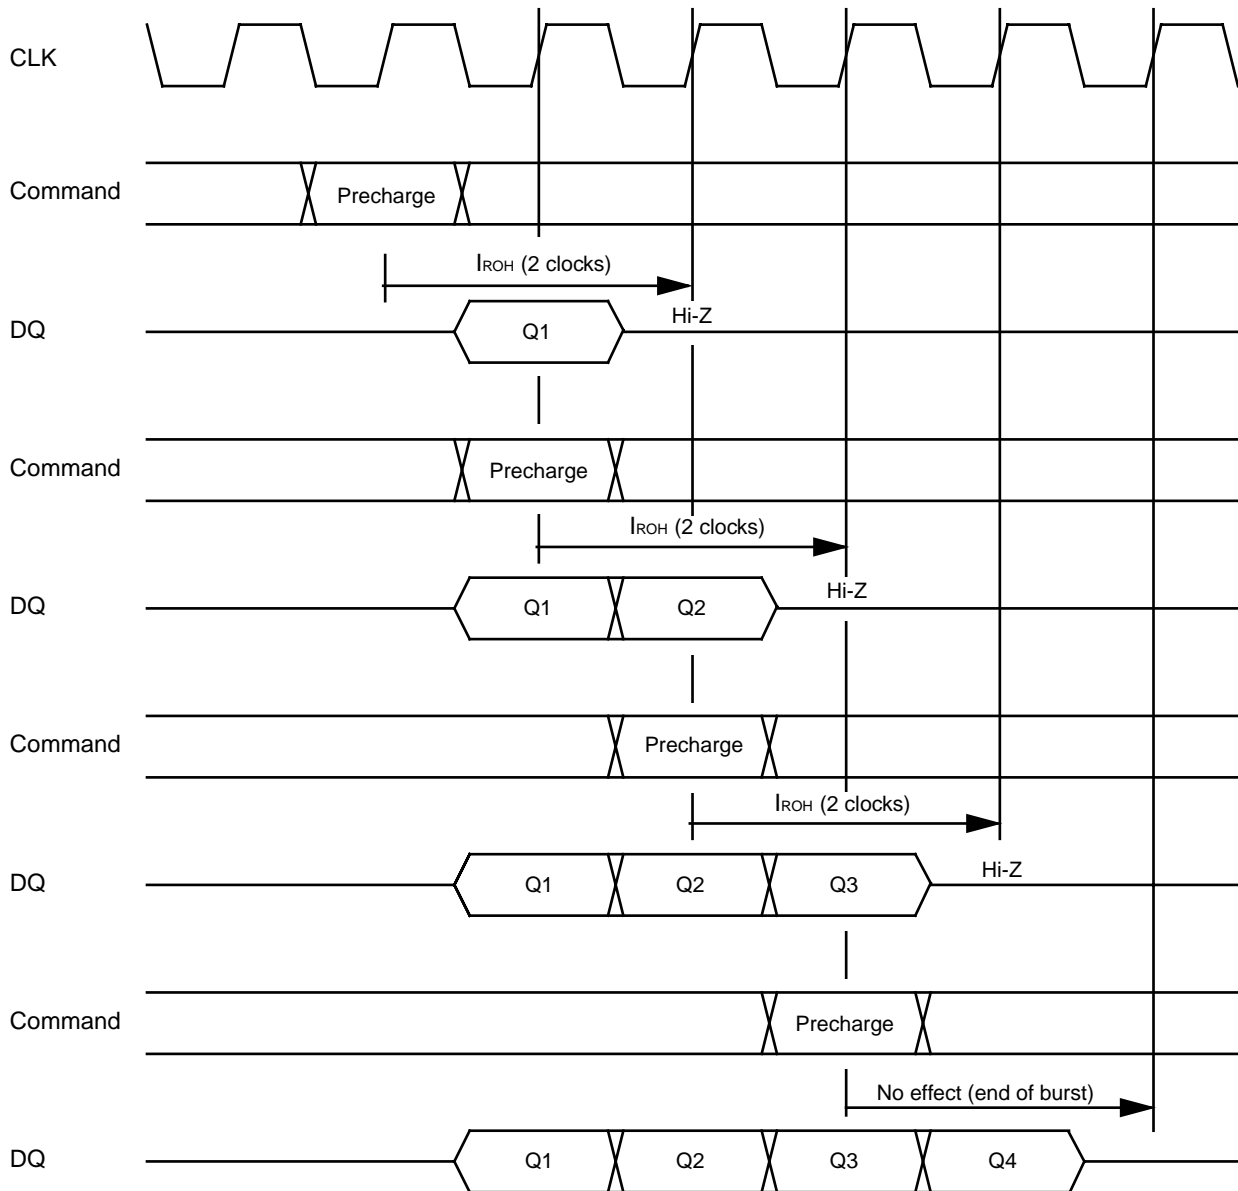 CLK
Command
Precharge
IROH (2 clocks)
DQ
Q1
Hi-Z
Command
Precharge
IROH (2 clocks)
DQ
Q1 Q2
Hi-Z
Command
Precharge
IROH (2 clocks)
DQ
Q1 Q2 Q3
Hi-Z
Command
Precharge
No effect (end of burst)
DQ
Q1 Q2 Q3 Q4